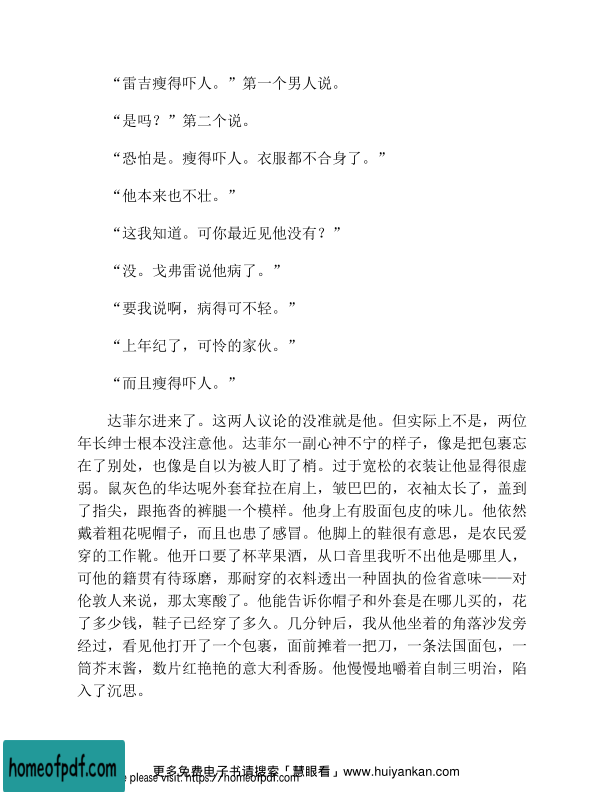 “雷吉瘦得吓人。”第一个男人说。
“是吗？”第二个说。
“恐怕是。瘦得吓人。衣服都不合身了。”
“他本来也不壮。”
“这我知道。可你最近见他没有？”
“没。戈弗雷说他病了。”
“要我说啊，病得可不轻。”
“上年纪了，可怜的家伙。”
“而且瘦得吓人。”
达菲尔进来了。这两人议论的没准就是他。但实际上不是，两位
年长绅士根本没注意他。达菲尔一副心神不宁的样子，像是把包裹忘
在了别处，也像是自以为被人盯了梢。过于宽松的衣装让他显得很虚
弱。鼠灰色的华达呢外套耷拉在肩上，皱巴巴的，衣袖太长了，盖到
了指尖，跟拖沓的裤腿一个模样。他身上有股面包皮的味儿。他依然
戴着粗花呢帽子，而且也患了感冒。他脚上的鞋很有意思，是农民爱
穿的工作靴。他开口要了杯苹果酒，从口音里我听不出他是哪里人，
可他的籍贯有待琢磨，那耐穿的衣料透出一种固执的俭省意味——对
伦敦人来说，那太寒酸了。他能告诉你帽子和外套是在哪儿买的，花
了多少钱，鞋子已经穿了多久。几分钟后，我从他坐着的角落沙发旁
经过，看见他打开了一个包裹，面前摊着一把刀，一条法国面包，一
筒芥末酱，数片红艳艳的意大利香肠。他慢慢地嚼着自制三明治，陷
入了沉思。
更多免费电子书请搜索「慧眼看」www.huiyankan.com
please visit: https://homeofpdf.com
homeofpdf.com